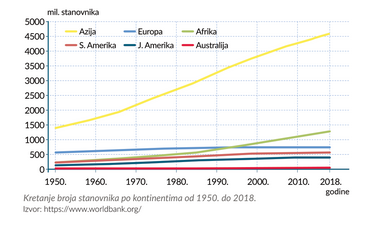 mil. stanovnika
5000
4500
4000
3500
3000
2500
2000
1500
1000
500
0
Azija Europa Afrika
S. Amerika J. Amerika Australija
1950. 1960. 1970. 1980. 1990. 2000. 2010. 2018.
godine
Kretanje broja stanovnika po kontinentima od 1950. do 2018.
Izvor: https://www.worldbank.org/